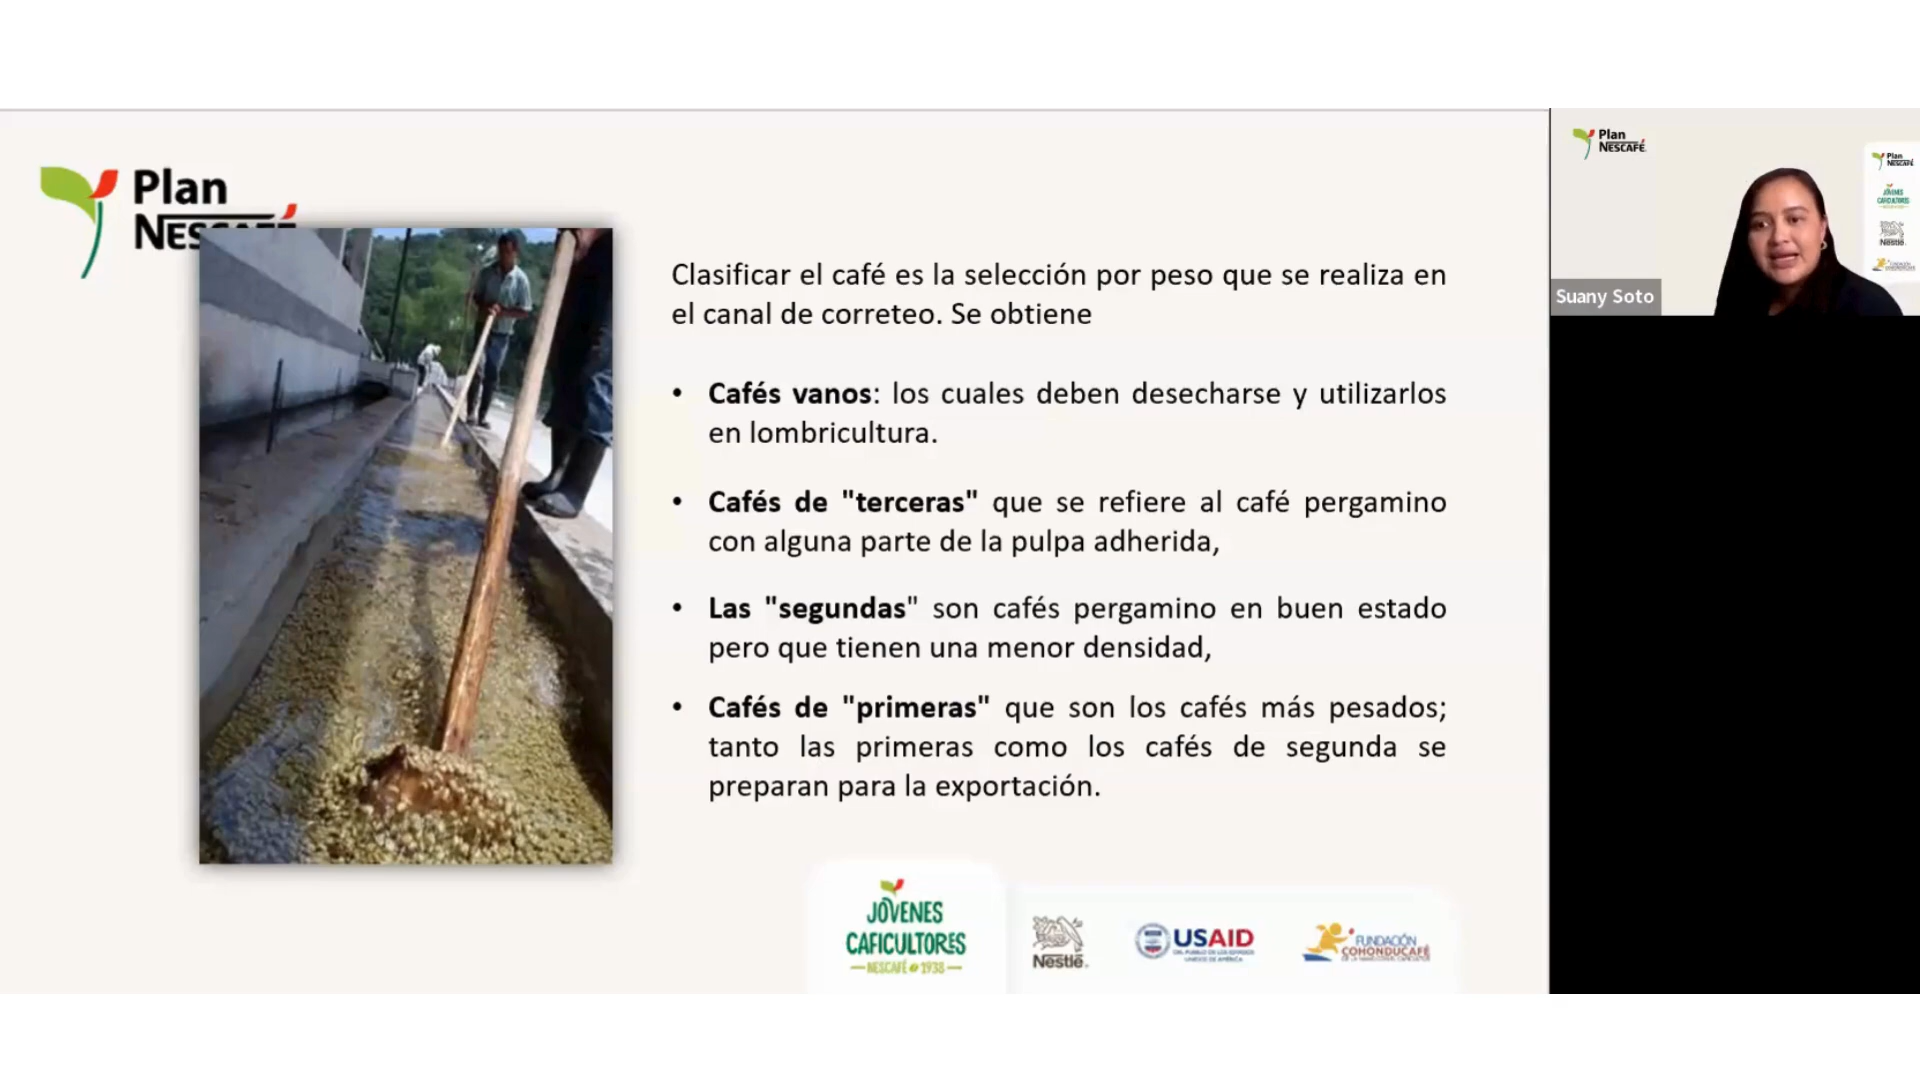 Plan
NESCAFÉ
Clasificar el café es la selección por peso que se realiza en
el canal de correteo. Se obtiene
• Cafés vanos: los cuales deben desecharse y utilizarlos
en lombricultura.
• Cafés de "terceras" que se refiere al café pergamino
con alguna parte de la pulpa adherida,
• Las "segundas" son cafés pergamino en buen estado
pero que tienen una menor densidad,
• Cafés de "primeras" que son los cafés más pesados;
tanto las primeras como los cafés de segunda se
preparan para la exportación.
JÓVENES
CAFICULTORES
NESCAFÉ 1938
Nestlé
USAID
DEL PUEBLO DE LOS ESTADOS
UNIDOS DE AMÉRICA
FUNDACIÓN
COHONDUCAFÉ
Plan
NESCAFÉ
Plan
NESCAFÉ
JÓVENES
CAFICULTORES
Nestlé
Suany Soto